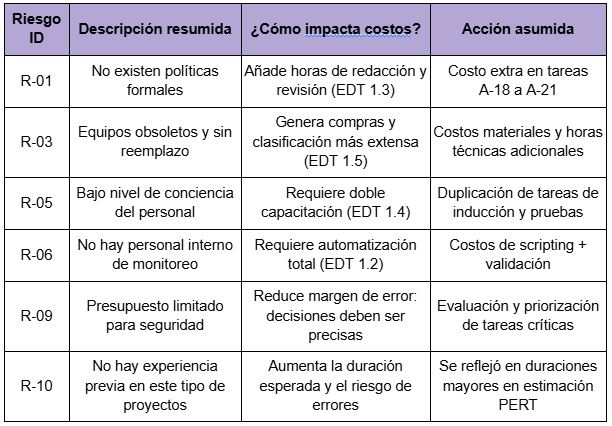 Riesgo
ID
Descripción resumida
¿Cómo impacta costos?
Acción asumida
R-01
No existen políticas
formales
Añade horas de redacción y
revisión (EDT 1.3)
Costo extra en tareas
A-18 a A-21
R-03
Equipos obsoletos y sin
reemplazo
Genera compras y
clasificación más extensa
(EDT 1.5)
Costos materiales y horas
técnicas adicionales
R-05
Bajo nivel de conciencia
del personal
Requiere doble
capacitación (EDT 1.4)
Duplicación de tareas de
inducción y pruebas
R-06
No hay personal interno
de monitoreo
Requiere automatización
total (EDT 1.2)
Costos de scripting +
validación
R-09
Presupuesto limitado
para seguridad
Reduce margen de error:
decisiones deben ser
precisas
Evaluación y priorización
de tareas críticas
R-10
No hay experiencia
previa en este tipo de
proyectos
Aumenta la duración
esperada y el riesgo de
errores
Se reflejó en duraciones
mayores en estimación
PERT